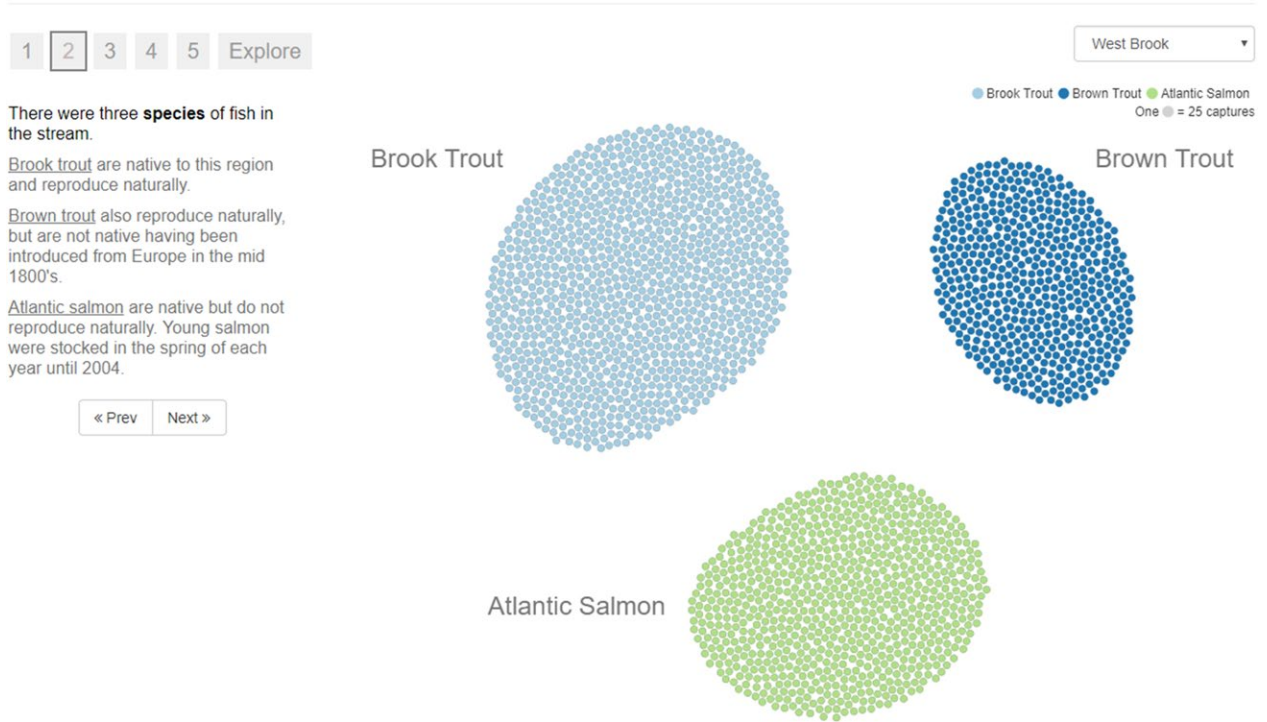 1 2 3 4 5 Explore
West Brook
Brook Trout Brown Trout Atlantic Salmon
One = 25 captures
There were three species of fish in
the stream.
Brook trout are native to this region
and reproduce naturally.
Brown trout also reproduce naturally,
but are not native having been
introduced from Europe in the mid
1800's.
Atlantic salmon are native but do not
reproduce naturally. Young salmon
were stocked in the spring of each
year until 2004.
« Prev Next »
Brook Trout
Brown Trout
Atlantic Salmon